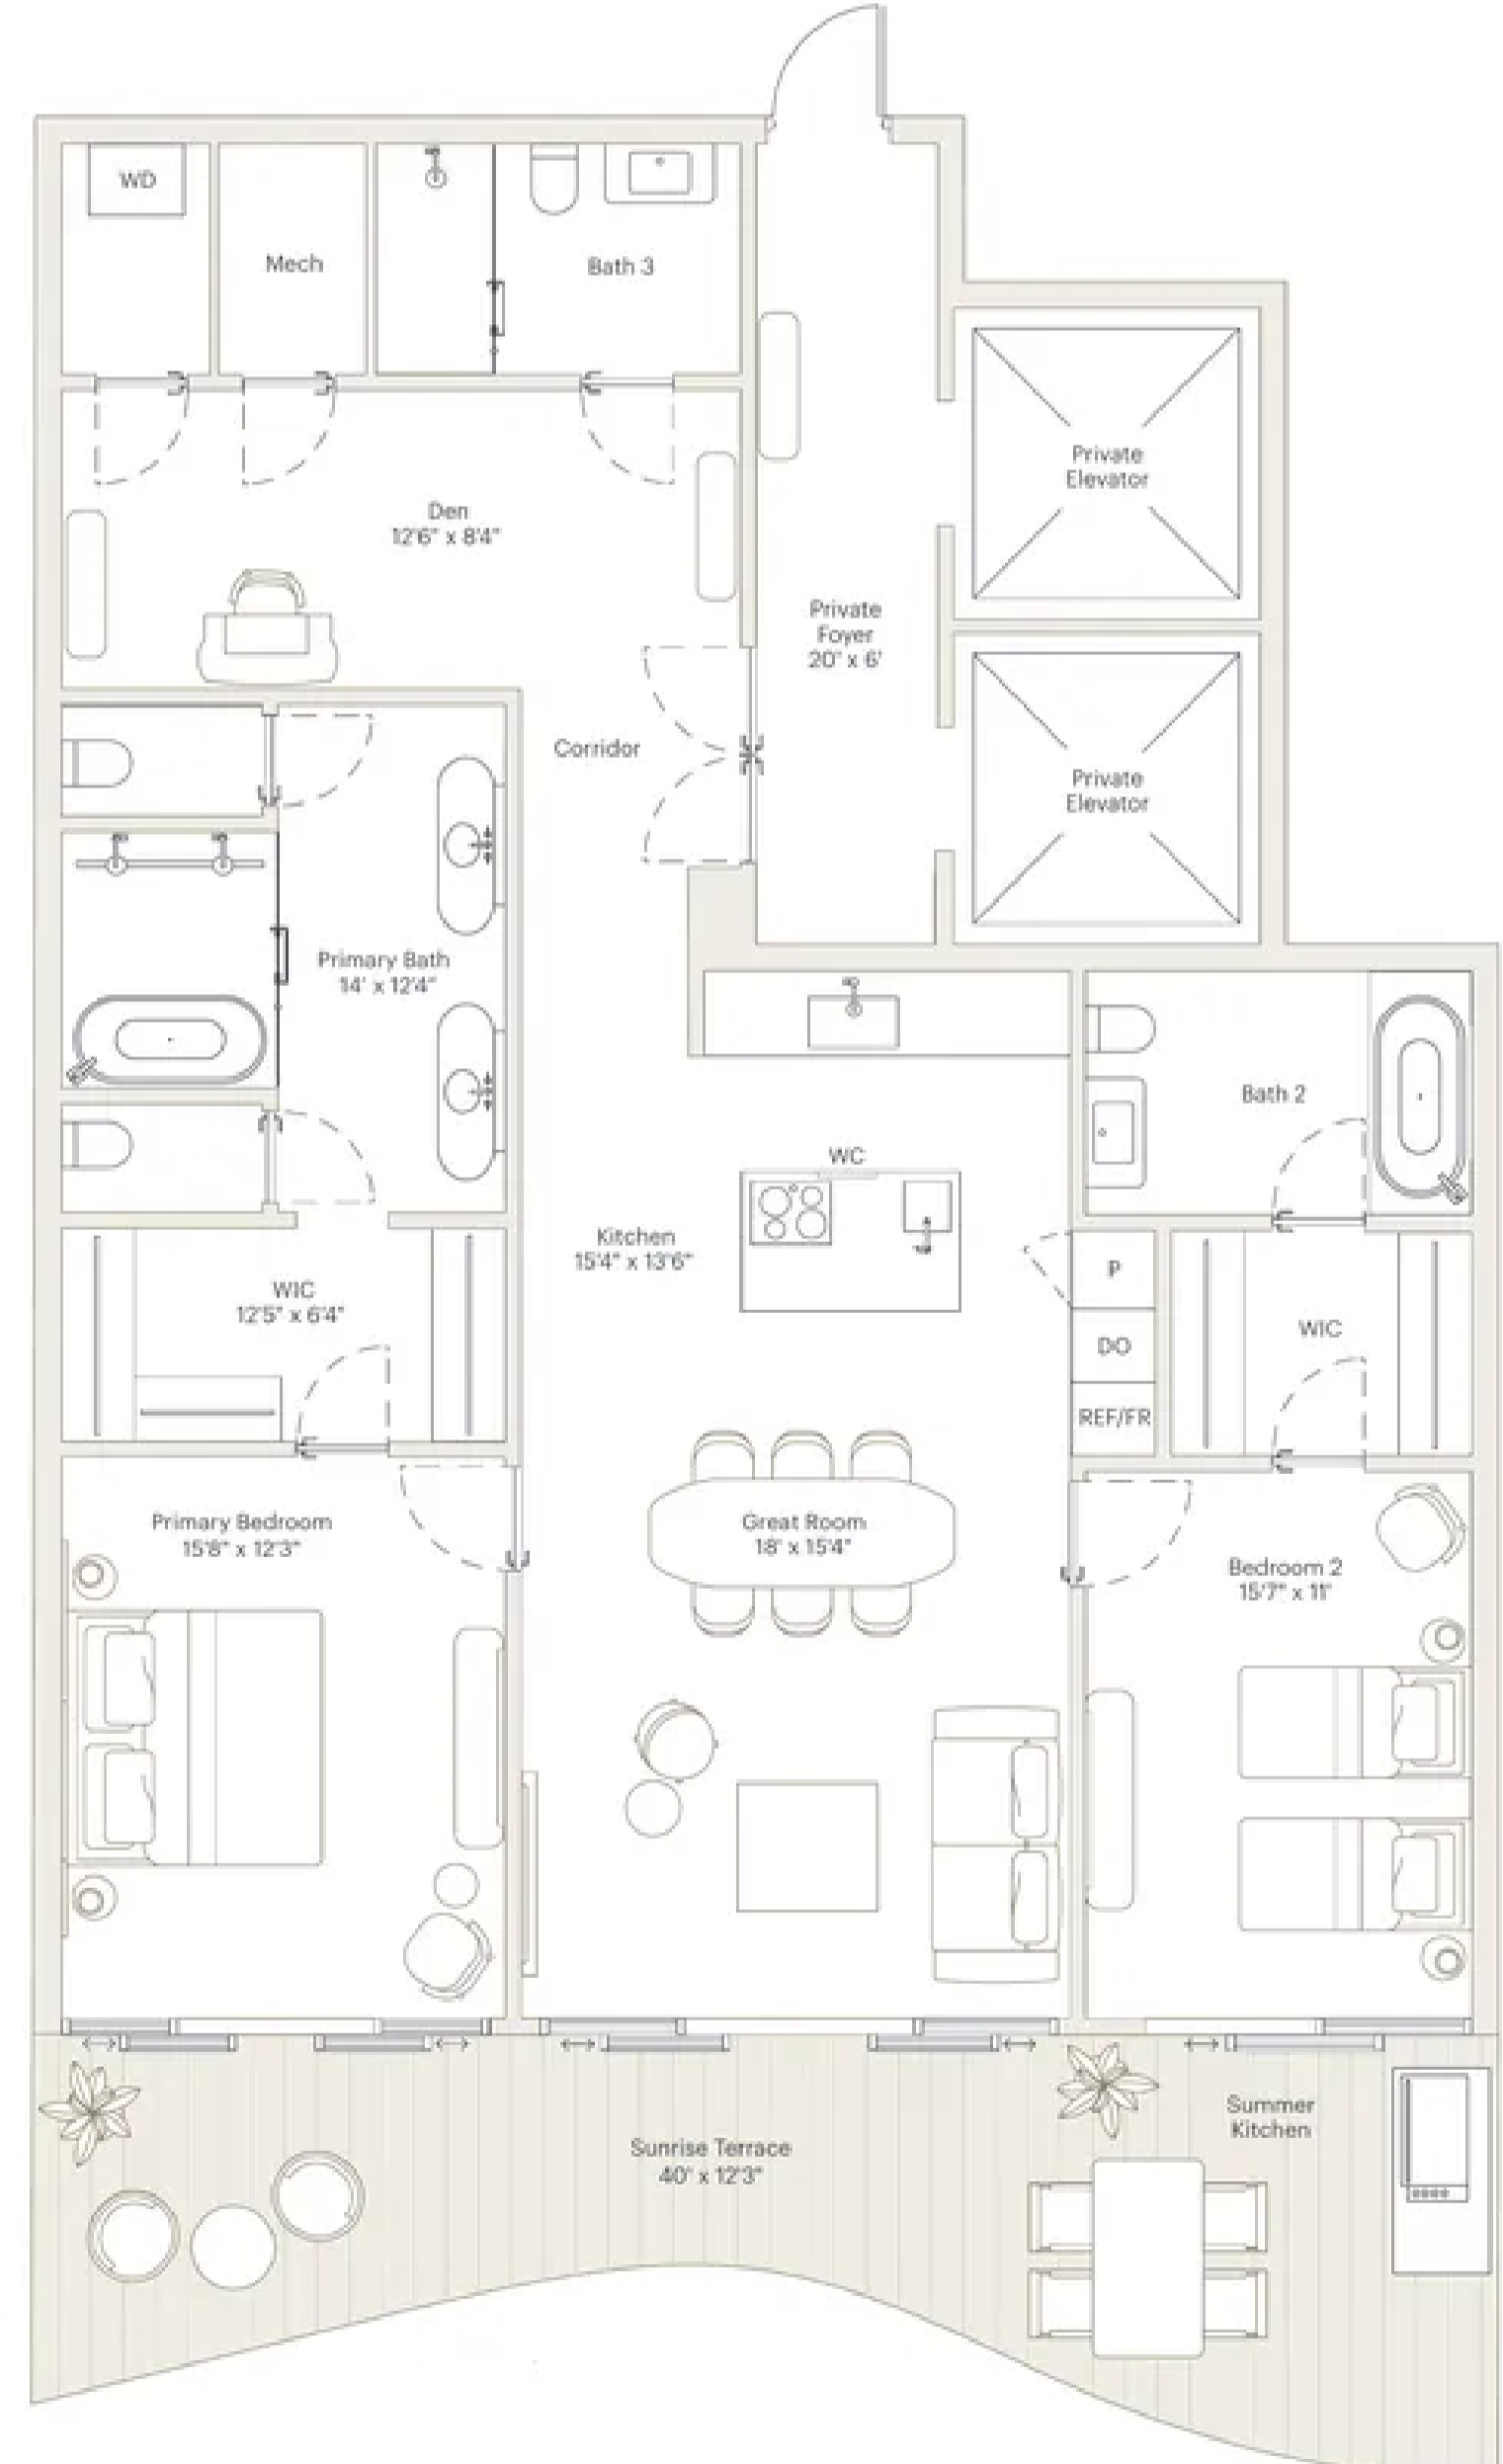 WD
Mech
Bath 3
Private
Elevator
Den
12'6" x 8'4"
Private
Foyer
20' x 6'
Corridor
Private
Elevator
Primary Bath
14' x 12'4"
Bath 2
WC
Kitchen
15'4" x 13'6"
P
WIC
12'5" x 6'4"
WIC
DO
REF/FR
Primary Bedroom
15'8" x 12'3"
Great Room
18' x 15'4"
Bedroom 2
15'7" x 11'
Summer
Kitchen
Sunrise Terrace
40' x 12'3"